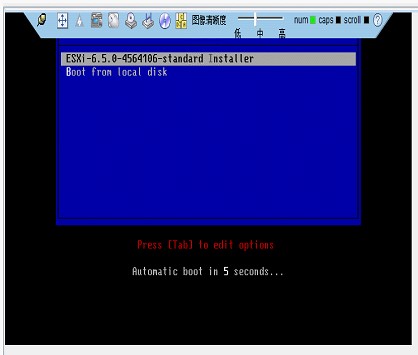 图像清晰度
低 中 高
num caps scroll
ESXi-6.5.0-4564106-standard Installer
Boot from local disk
Press [Tab] to edit options
Automatic boot in 5 seconds...